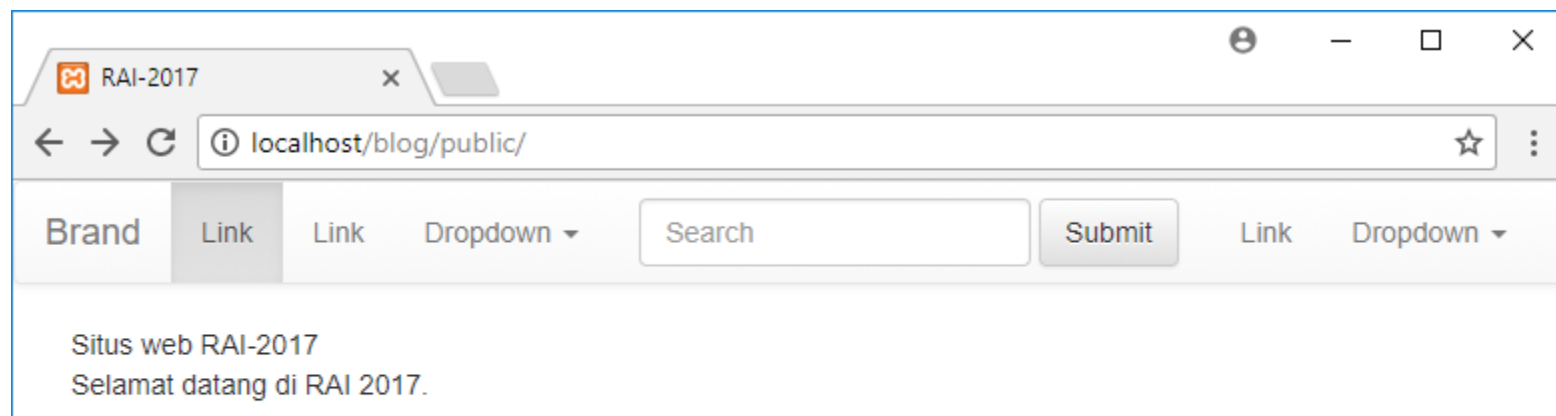 RAI-2017
localhost/blog/public/
Brand Link Link Dropdown Search Submit Link Dropdown
Situs web RAI-2017
Selamat datang di RAI 2017.